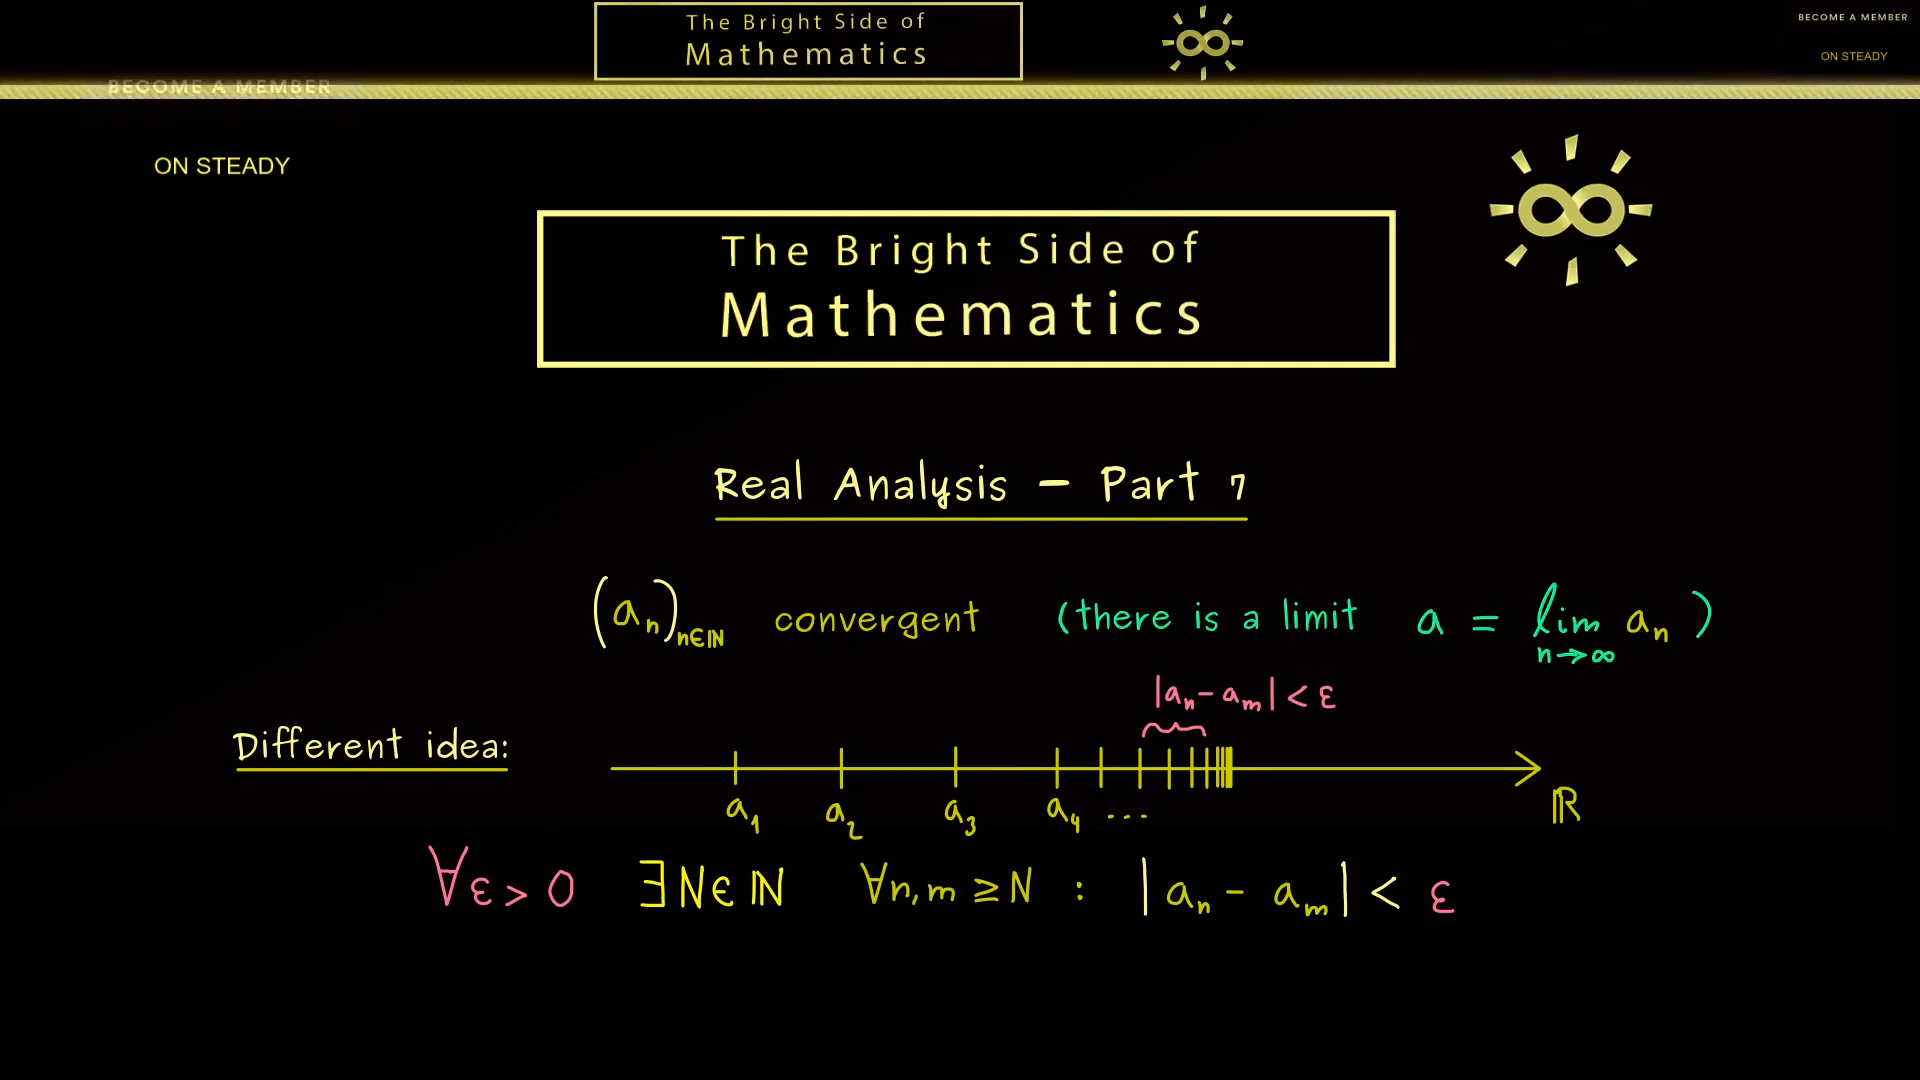 The Bright Side of
Mathematics
BECOME A MEMBER
ON STEADY
BECOME A MEMBER
ON STEADY
The Bright Side of
Mathematics
Real Analysis – Part 7
(aₙ)ₙ∈ℕ convergent (there is a limit a = lim n→∞ aₙ)
|aₙ - aₘ| < ε
Different idea:
a₁ a₂ a₃ a₄ ... ℝ
∀ε > 0 ∃N∈ℕ ∀n,m ≥ N : |aₙ - aₘ| < ε